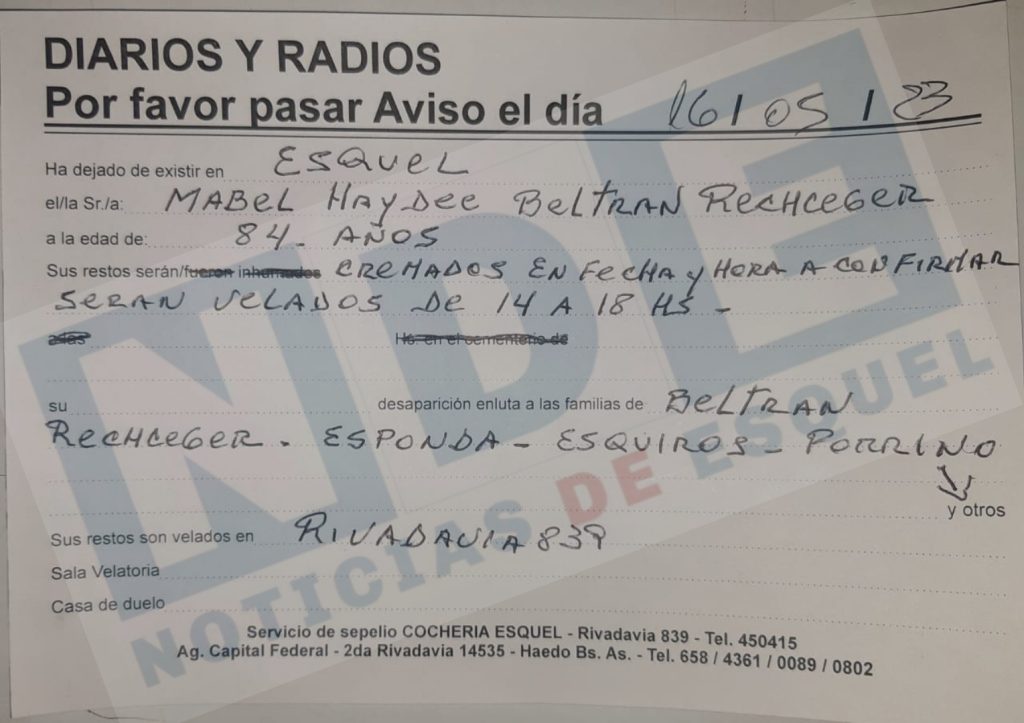 DIARIOS Y RADIOS
Por favor pasar Aviso el día 16/05/23
Ha dejado de existir en ESQUEL
el/la Sr./a: MABEL HAYDEE BELTRAN RECHCEGER
a la edad de: 84- AÑOS
Sus restos serán/fueron inhumados CREMADOS EN FECHA y HORA A CONFIRMAR
SERAN VELADOS DE 14 A 18 HS -
Hs. en el cementerio de
su desaparición enluta a las familias de BELTRAN
RECHCEGER - ESPONDA - ESQUIROS - PORRINO
y otros
Sus restos son velados en RIVADAVIA 839
Sala Velatoria
Casa de duelo
Servicio de sepelio COCHERIA ESQUEL - Rivadavia 839 - Tel. 450415
Ag. Capital Federal - 2da Rivadavia 14535 - Haedo Bs. As. - Tel. 658 / 4361 / 0089 / 0802
NDE
NOTICIAS DE ESQUEL